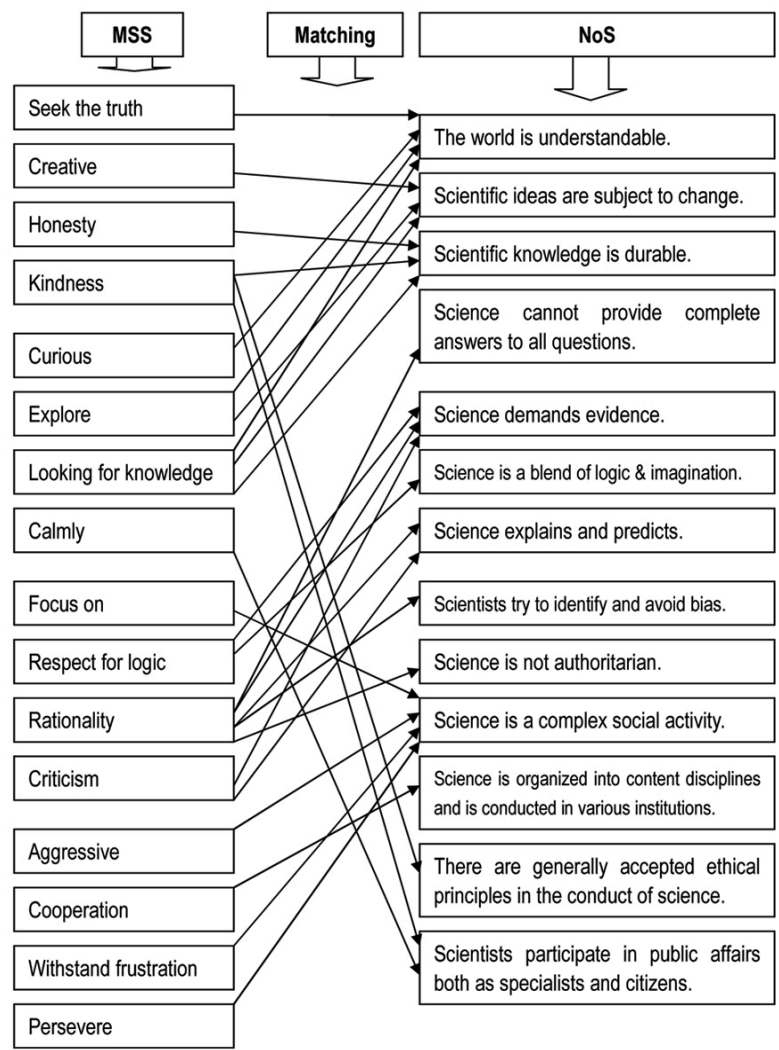 MSS
Matching
NoS
Seek the truth
Creative
Honesty
Kindness
Curious
Explore
Looking for knowledge
Calmly
Focus on
Respect for logic
Rationality
Criticism
Aggressive
Cooperation
Withstand frustration
Persevere
The world is understandable.
Scientific ideas are subject to change.
Scientific knowledge is durable.
Science cannot provide complete
answers to all questions.
Science demands evidence.
Science is a blend of logic & imagination.
Science explains and predicts.
Scientists try to identify and avoid bias.
Science is not authoritarian.
Science is a complex social activity.
Science is organized into content disciplines
and is conducted in various institutions.
There are generally accepted ethical
principles in the conduct of science.
Scientists participate in public affairs
both as specialists and citizens.